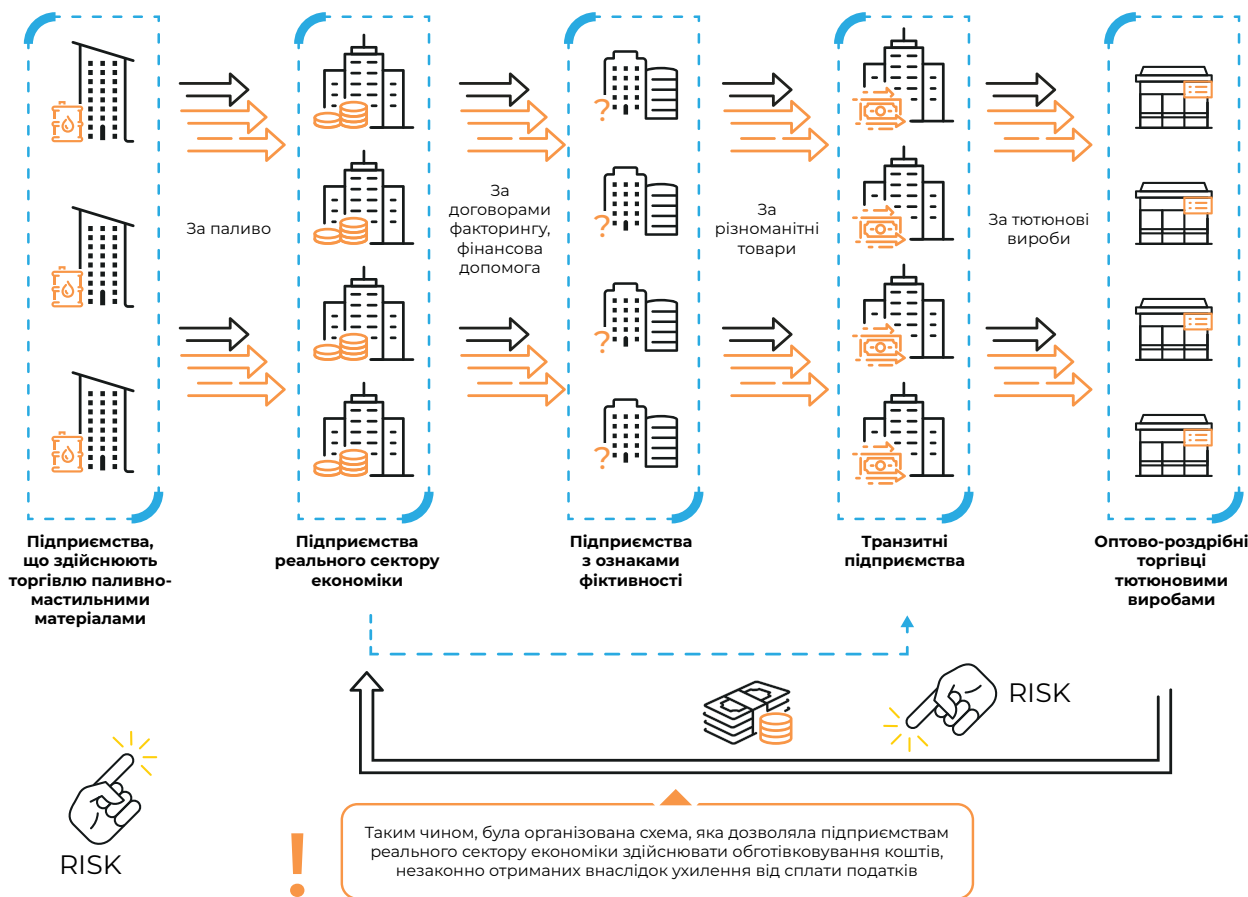 За паливо
За
договорами
факторингу,
фінансова
допомога
За
різноманітні
товари
За тютюнові
вироби
?
?
?
?
Підприємства,
що здійснюють
торгівлю паливно-
мастильними
матеріалами
Підприємства
реального сектору
економіки
Підприємства
з ознаками
фіктивності
Транзитні
підприємства
Оптово-роздрібні
торгівці
тютюновими
виробами
RISK
RISK
!
Таким чином, була організована схема, яка дозволяла підприємствам
реального сектору економіки здійснювати обготівковування коштів,
незаконно отриманих внаслідок ухилення від сплати податків